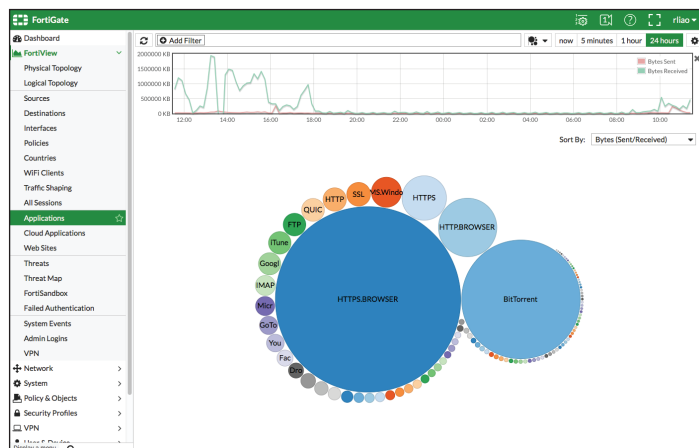 FortiGate
rliao
Dashboard
FortiView
Physical Topology
Logical Topology
Sources
Destinations
Interfaces
Policies
Countries
WiFi Clients
Traffic Shaping
All Sessions
Applications
Cloud Applications
Web Sites
Threats
Threat Map
FortiSandbox
Failed Authentication
System Events
Admin Logins
VPN
Network
System
Policy & Objects
Security Profiles
VPN
User & Device
Display a menu
Add Filter
now 5 minutes 1 hour 24 hours
2000000 KB
1500000 KB
1000000 KB
500000 KB
0 KB
Bytes Sent
Bytes Received
12:00 14:00 16:00 18:00 20:00 22:00 00:00 02:00 04:00 06:00 08:00 10:00
Sort By: Bytes (Sent/Received)
HTTPS.BROWSER
BitTorrent
HTTP.BROWSER
HTTPS
MS.Windo
SSL
HTTP
QUIC
FTP
iTune
Googl
IMAP
Micr
GoTo
You
Fac
Dro